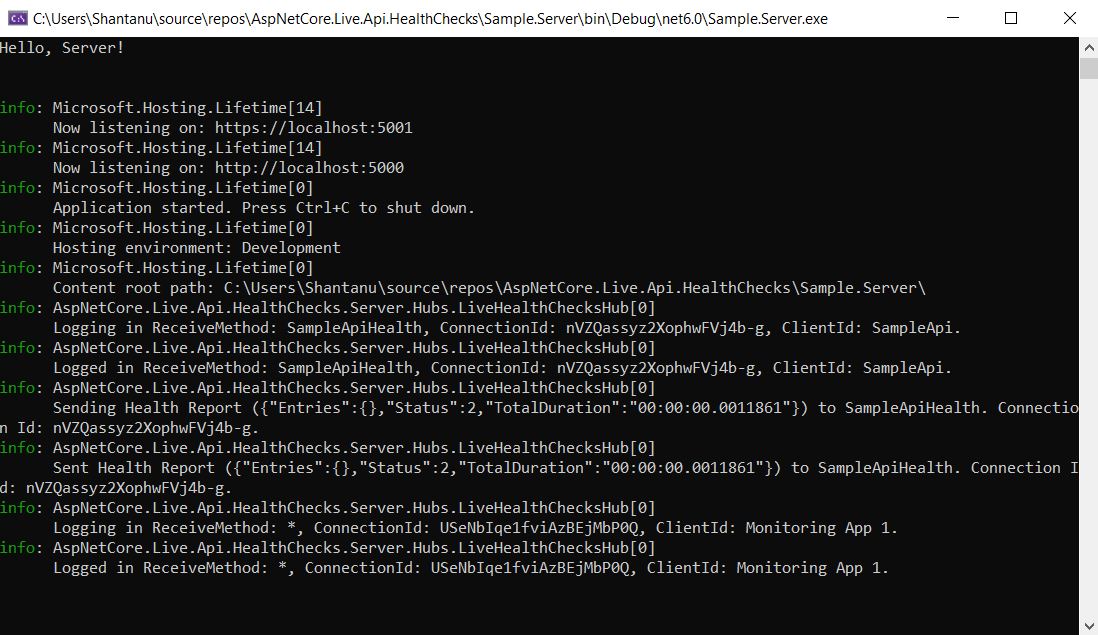 C:\Users\Shantanu\source\repos\AspNetCore.Live.Api.HealthChecks\Sample.Server\bin\Debug\net6.0\Sample.Server.exe
Hello, Server!
info: Microsoft.Hosting.Lifetime[14]
Now listening on: https://localhost:5001
info: Microsoft.Hosting.Lifetime[14]
Now listening on: http://localhost:5000
info: Microsoft.Hosting.Lifetime[0]
Application started. Press Ctrl+C to shut down.
info: Microsoft.Hosting.Lifetime[0]
Hosting environment: Development
info: Microsoft.Hosting.Lifetime[0]
Content root path: C:\Users\Shantanu\source\repos\AspNetCore.Live.Api.HealthChecks\Sample.Server\
info: AspNetCore.Live.Api.HealthChecks.Server.Hubs.LiveHealthChecksHub[0]
Logging in ReceiveMethod: SampleApiHealth, ConnectionId: nVZQassyz2XophwFVj4b-g, ClientId: SampleApi.
info: AspNetCore.Live.Api.HealthChecks.Server.Hubs.LiveHealthChecksHub[0]
Logged in ReceiveMethod: SampleApiHealth, ConnectionId: nVZQassyz2XophwFVj4b-g, ClientId: SampleApi.
info: AspNetCore.Live.Api.HealthChecks.Server.Hubs.LiveHealthChecksHub[0]
Sending Health Report ({"Entries":{},"Status":2,"TotalDuration":"00:00:00.0011861"}) to SampleApiHealth. Connectio
n Id: nVZQassyz2XophwFVj4b-g.
info: AspNetCore.Live.Api.HealthChecks.Server.Hubs.LiveHealthChecksHub[0]
Sent Health Report ({"Entries":{},"Status":2,"TotalDuration":"00:00:00.0011861"}) to SampleApiHealth. Connection I
d: nVZQassyz2XophwFVj4b-g.
info: AspNetCore.Live.Api.HealthChecks.Server.Hubs.LiveHealthChecksHub[0]
Logging in ReceiveMethod: *, ConnectionId: USeNbIqe1fviAzBEjMbP0Q, ClientId: Monitoring App 1.
info: AspNetCore.Live.Api.HealthChecks.Server.Hubs.LiveHealthChecksHub[0]
Logged in ReceiveMethod: *, ConnectionId: USeNbIqe1fviAzBEjMbP0Q, ClientId: Monitoring App 1.